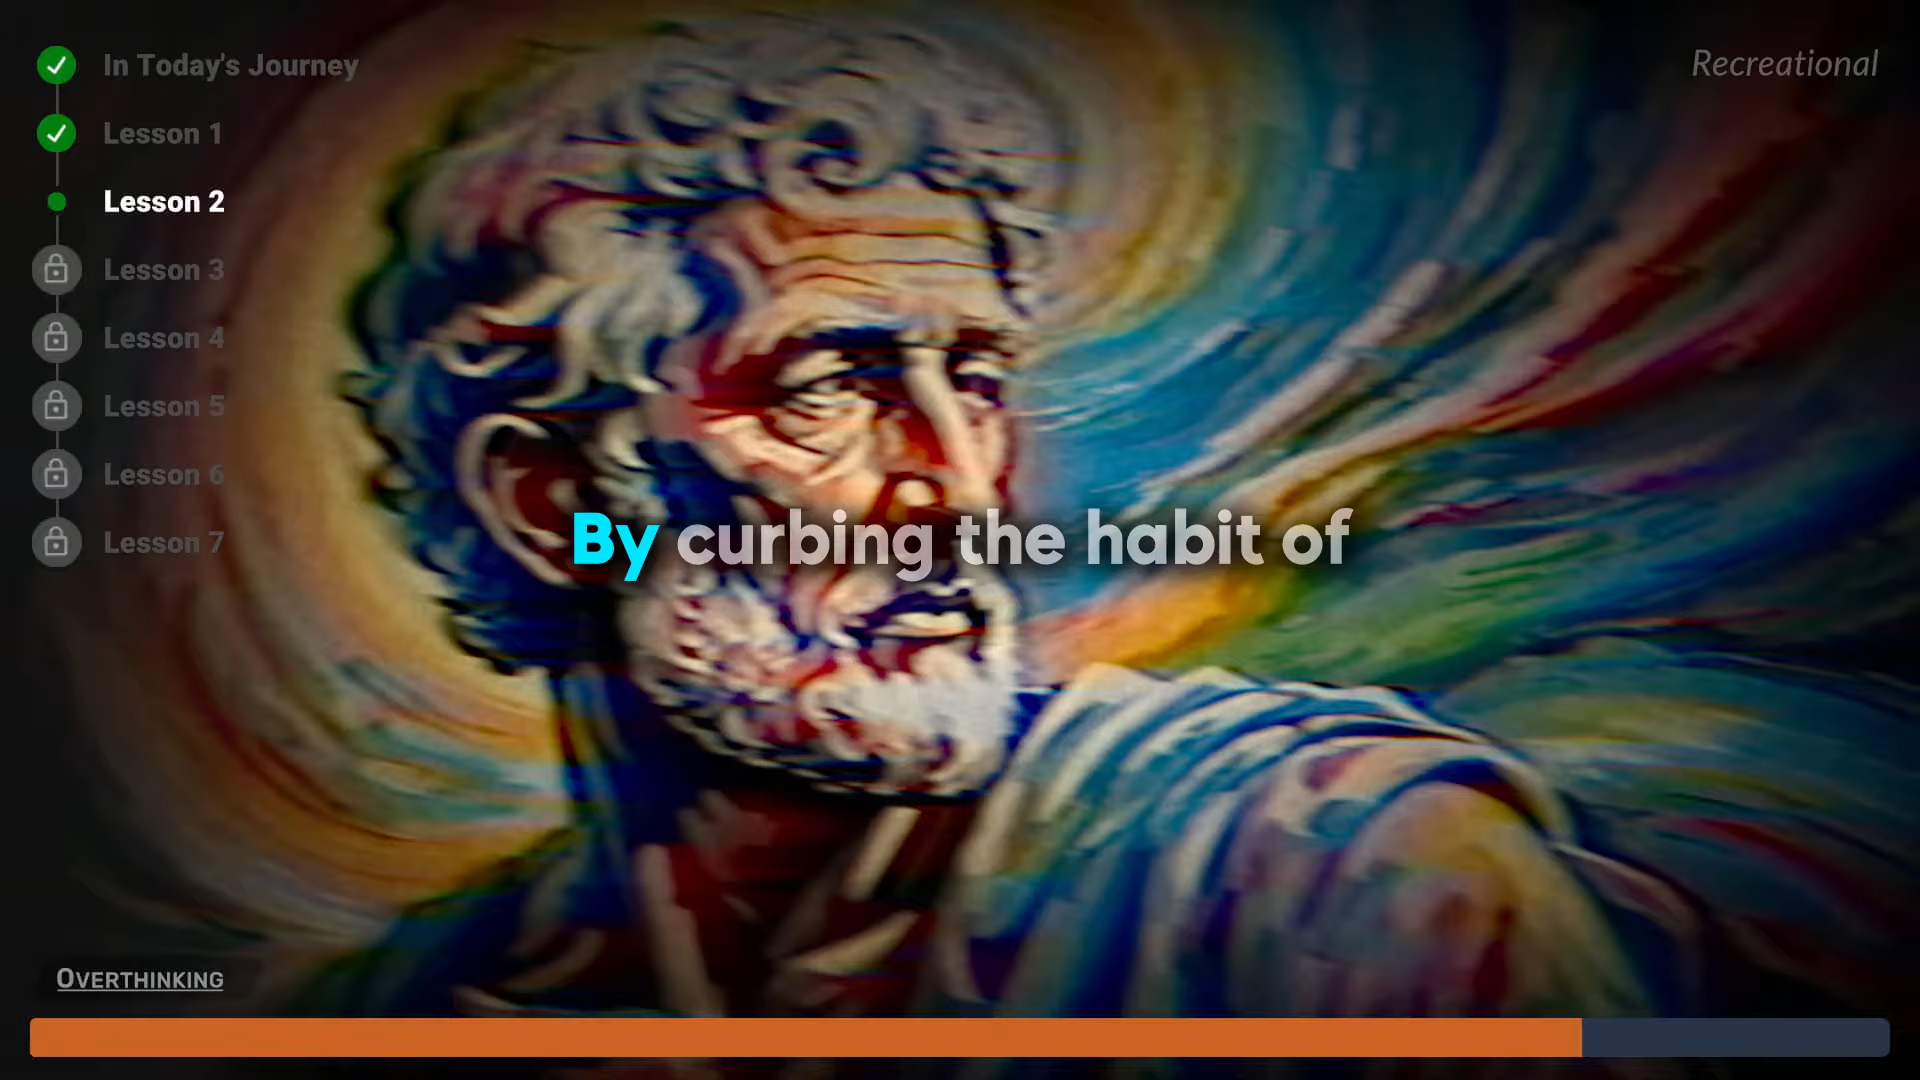 In Today's Journey
Recreational
Lesson 1
Lesson 2
Lesson 3
Lesson 4
Lesson 5
Lesson 6
Lesson 7
By curbing the habit of
OVERTHINKING